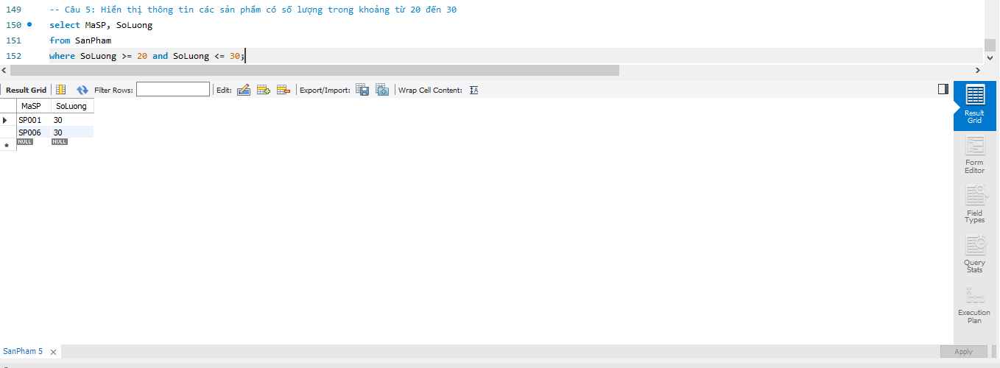 149 -- Câu 5: Hiển thị thông tin các sản phẩm có số lượng trong khoảng từ 20 đến 30
150 select MaSP, SoLuong
151 from SanPham
152 where SoLuong >= 20 and SoLuong <= 30;
Result Grid Filter Rows: Edit: Export/Import: Wrap Cell Content:
MaSP SoLuong
SP001 30
SP006 30
NULL NULL
Result
Grid
Form
Editor
Field
Types
Query
Stats
Execution
Plan
SanPham 5
Apply